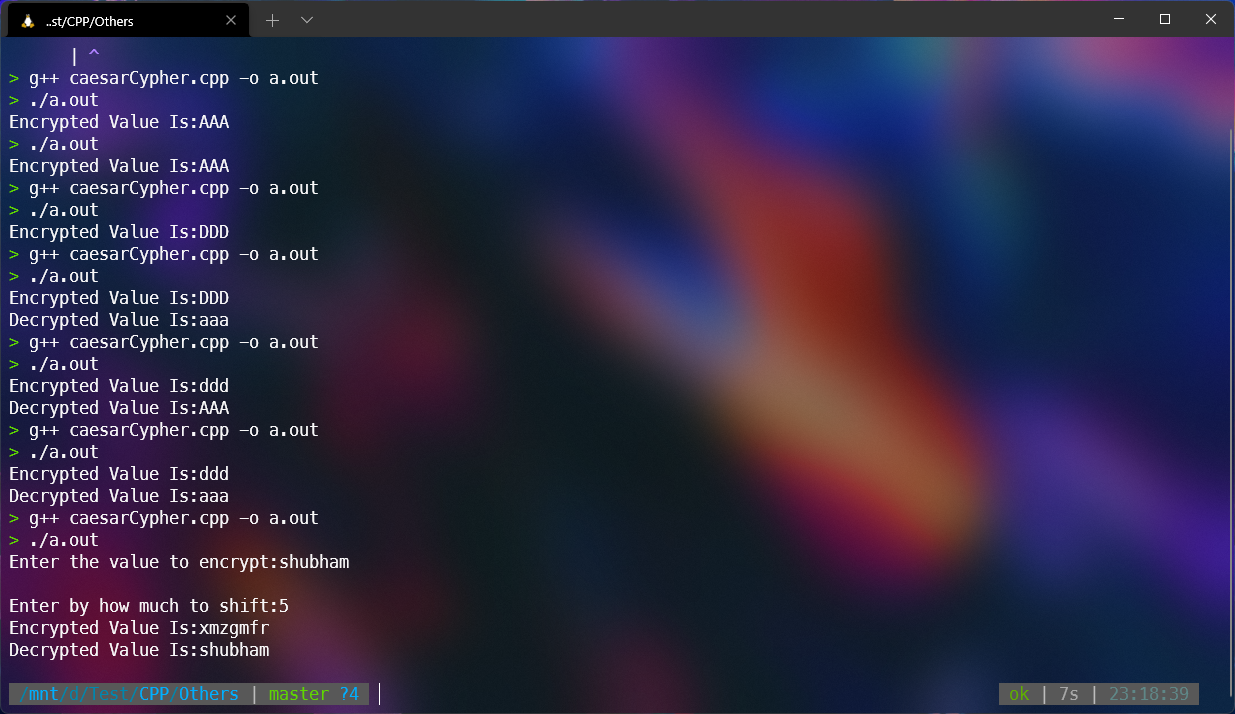 ..st/CPP/Others
| ^
> g++ caesarCypher.cpp -o a.out
> ./a.out
Encrypted Value Is:AAA
> ./a.out
Encrypted Value Is:AAA
> g++ caesarCypher.cpp -o a.out
> ./a.out
Encrypted Value Is:DDD
> g++ caesarCypher.cpp -o a.out
> ./a.out
Encrypted Value Is:DDD
Decrypted Value Is:aaa
> g++ caesarCypher.cpp -o a.out
> ./a.out
Encrypted Value Is:ddd
Decrypted Value Is:AAA
> g++ caesarCypher.cpp -o a.out
> ./a.out
Encrypted Value Is:ddd
Decrypted Value Is:aaa
> g++ caesarCypher.cpp -o a.out
> ./a.out
Enter the value to encrypt:shubham
Enter by how much to shift:5
Encrypted Value Is:xmzgmfr
Decrypted Value Is:shubham
/mnt/d/Test/CPP/Others | master ?4
ok | 7s | 23:18:39